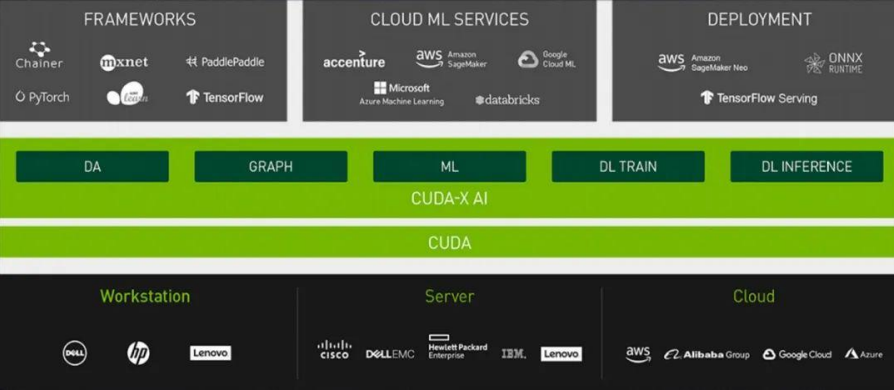 FRAMEWORKS
Chainer
mxnet
PaddlePaddle
PyTorch
learn
TensorFlow
CLOUD ML SERVICES
accenture
aws Amazon
SageMaker
Google
Cloud ML
Microsoft
Azure Machine Learning
databricks
DEPLOYMENT
aws Amazon
SageMaker Neo
ONNX
RUNTIME
TensorFlow Serving
DA
GRAPH
ML
DL TRAIN
DL INFERENCE
CUDA-X AI
CUDA
Workstation
DELL
hp
Lenovo
Server
CISCO
DELLEMC
Hewlett Packard
Enterprise
IBM.
Lenovo
Cloud
aws
Alibaba Group
Google Cloud
Azure